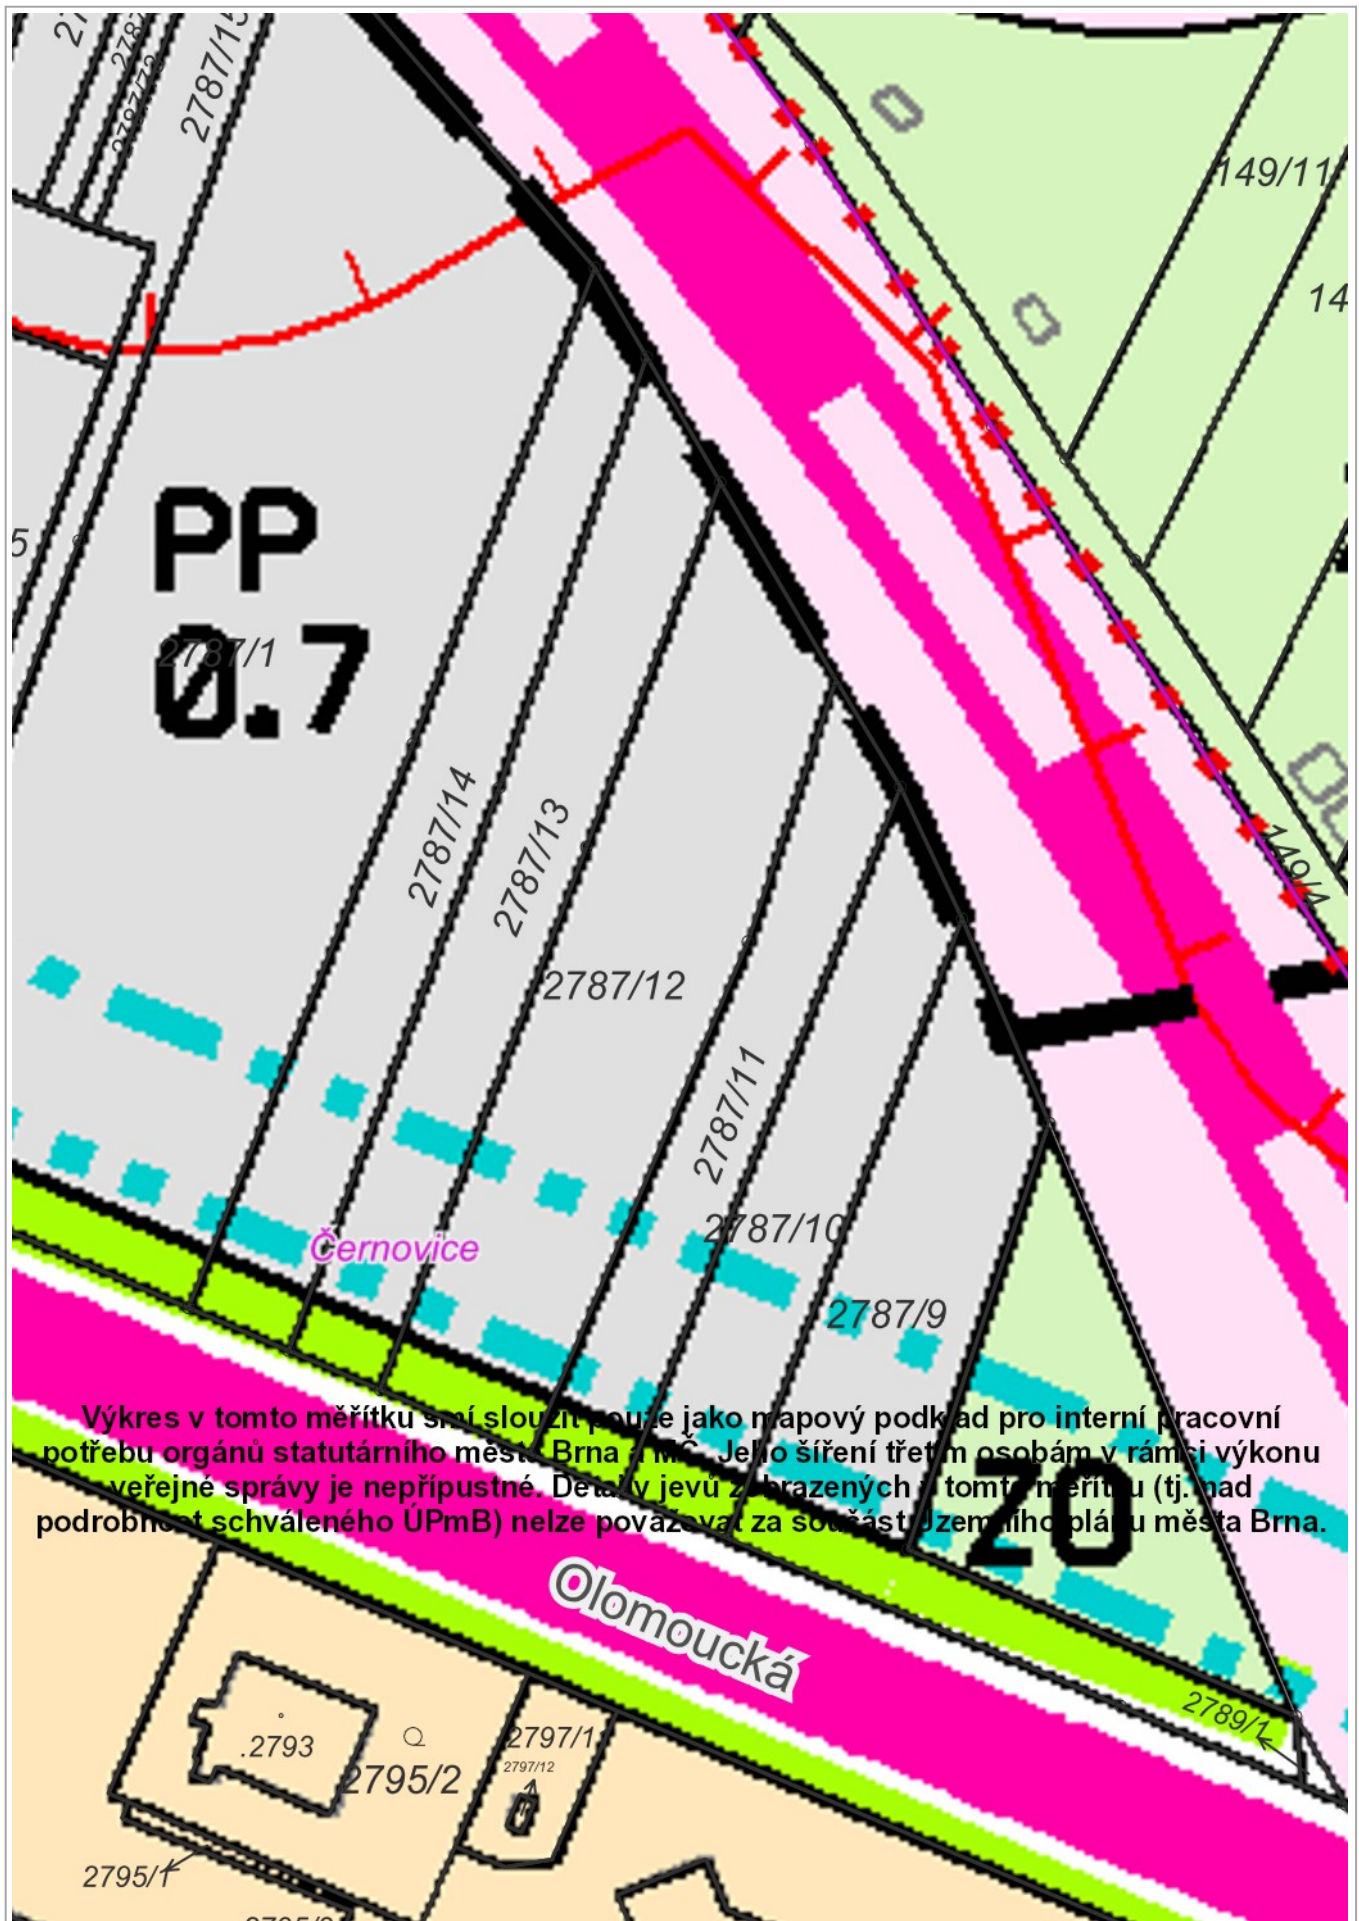 2787/15
149/11
PP
0.7
2787/1
2787/14
2787/13
2787/12
149/4
2787/11
2787/10
Černovice
2787/9
Výkres v tomto měřítku smí sloužit pouze jako mapový podklad pro interní pracovní
potřebu orgánů statutárního města Brna a MČ. Jeho šíření třetím osobám v rámci výkonu
veřejné správy je nepřípustné. Detaily jevů zobrazených v tomto měřítku (tj. nad
podrobnost schváleného ÚPmB) nelze považovat za součást Územního plánu města Brna.
ZO
Olomoucká
2789/1
.2793
2795/2
2797/1
2797/12
2795/1